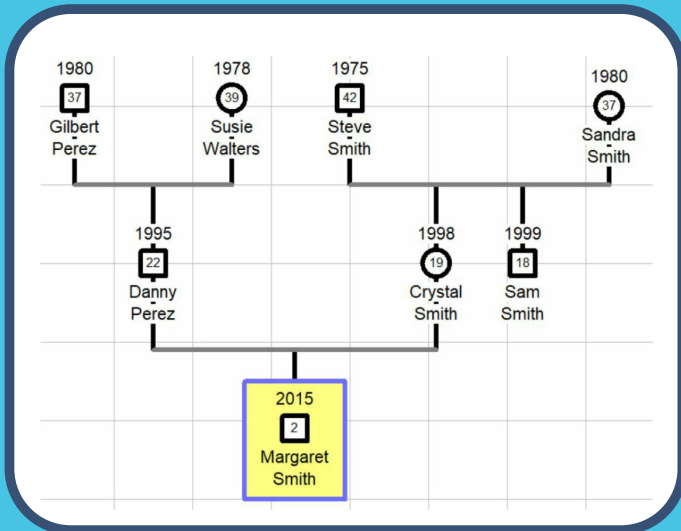 1980
37
Gilbert
Perez
1978
39
Susie
Walters
1975
42
Steve
Smith
1980
37
Sandra
Smith
1995
22
Danny
Perez
1998
19
Crystal
Smith
1999
18
Sam
Smith
2015
2
Margaret
Smith